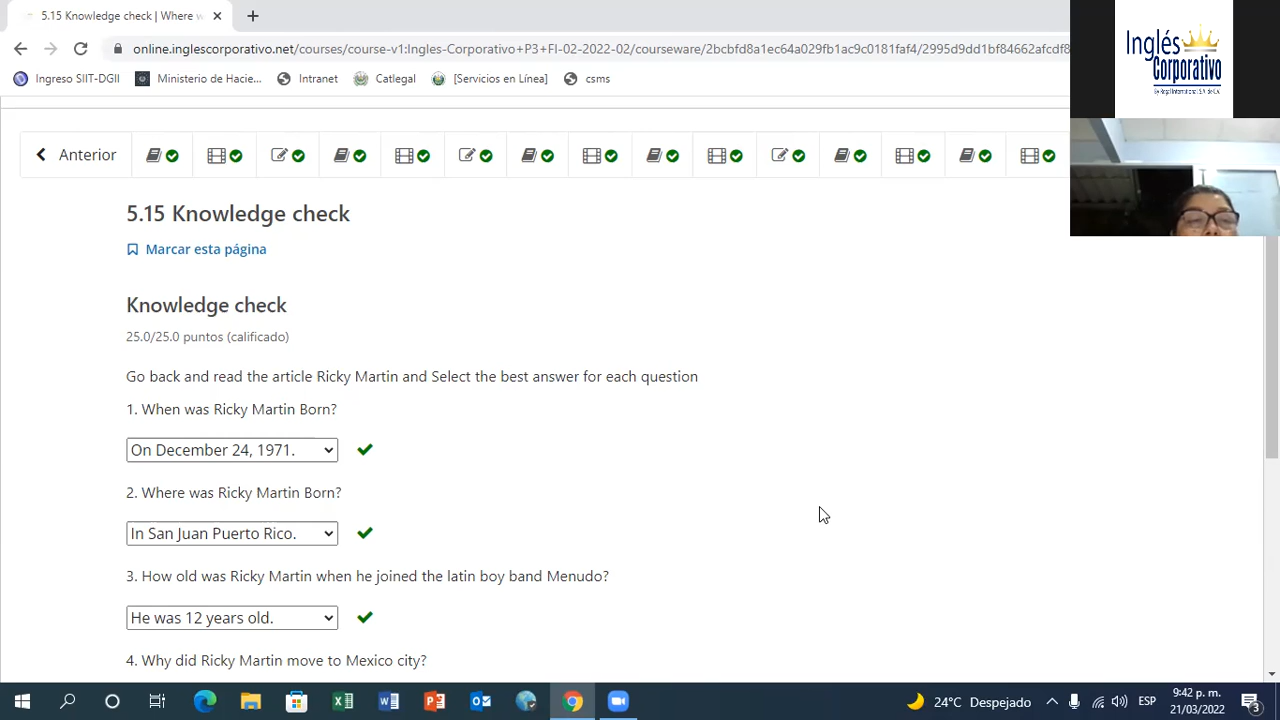 5.15 Knowledge check | Where w
online.inglescorporativo.net/courses/course-v1:Ingles-Corporativo+P3+FI-02-2022-02/courseware/2bcbfd8a1ec64a029fb1ac9c0181faf4/2995d9dd1bf84662afcdf8
Ingreso SIIT-DGII
Ministerio de Hacie...
Intranet
Catlegal
[Servicios en Línea]
csms
Inglés
Corporativo
By Regal International S.A. de C.V.
Anterior
5.15 Knowledge check
Marcar esta página
Knowledge check
25.0/25.0 puntos (calificado)
Go back and read the article Ricky Martin and Select the best answer for each question
1. When was Ricky Martin Born?
On December 24, 1971.
2. Where was Ricky Martin Born?
In San Juan Puerto Rico.
3. How old was Ricky Martin when he joined the latin boy band Menudo?
He was 12 years old.
4. Why did Ricky Martin move to Mexico city?
24°C Despejado
ESP
9:42 p. m.
21/03/2022
3